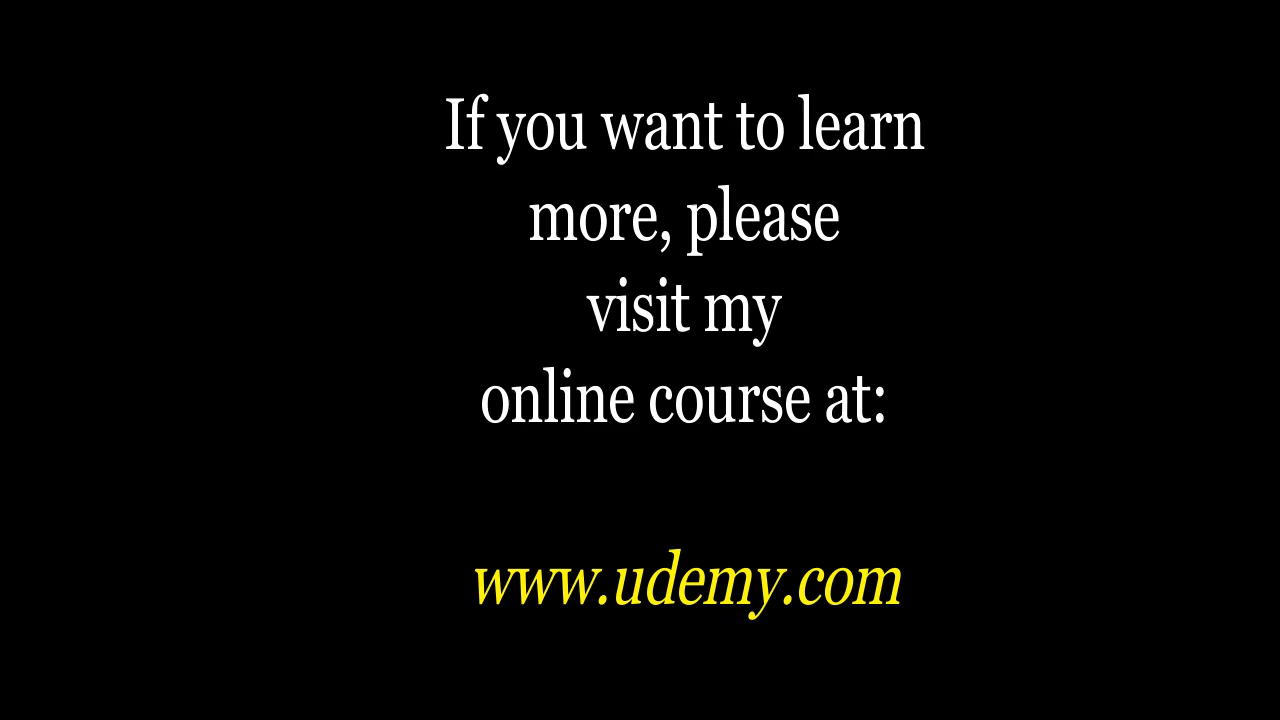 If you want to learn
more, please
visit my
online course at:
www.udemy.com